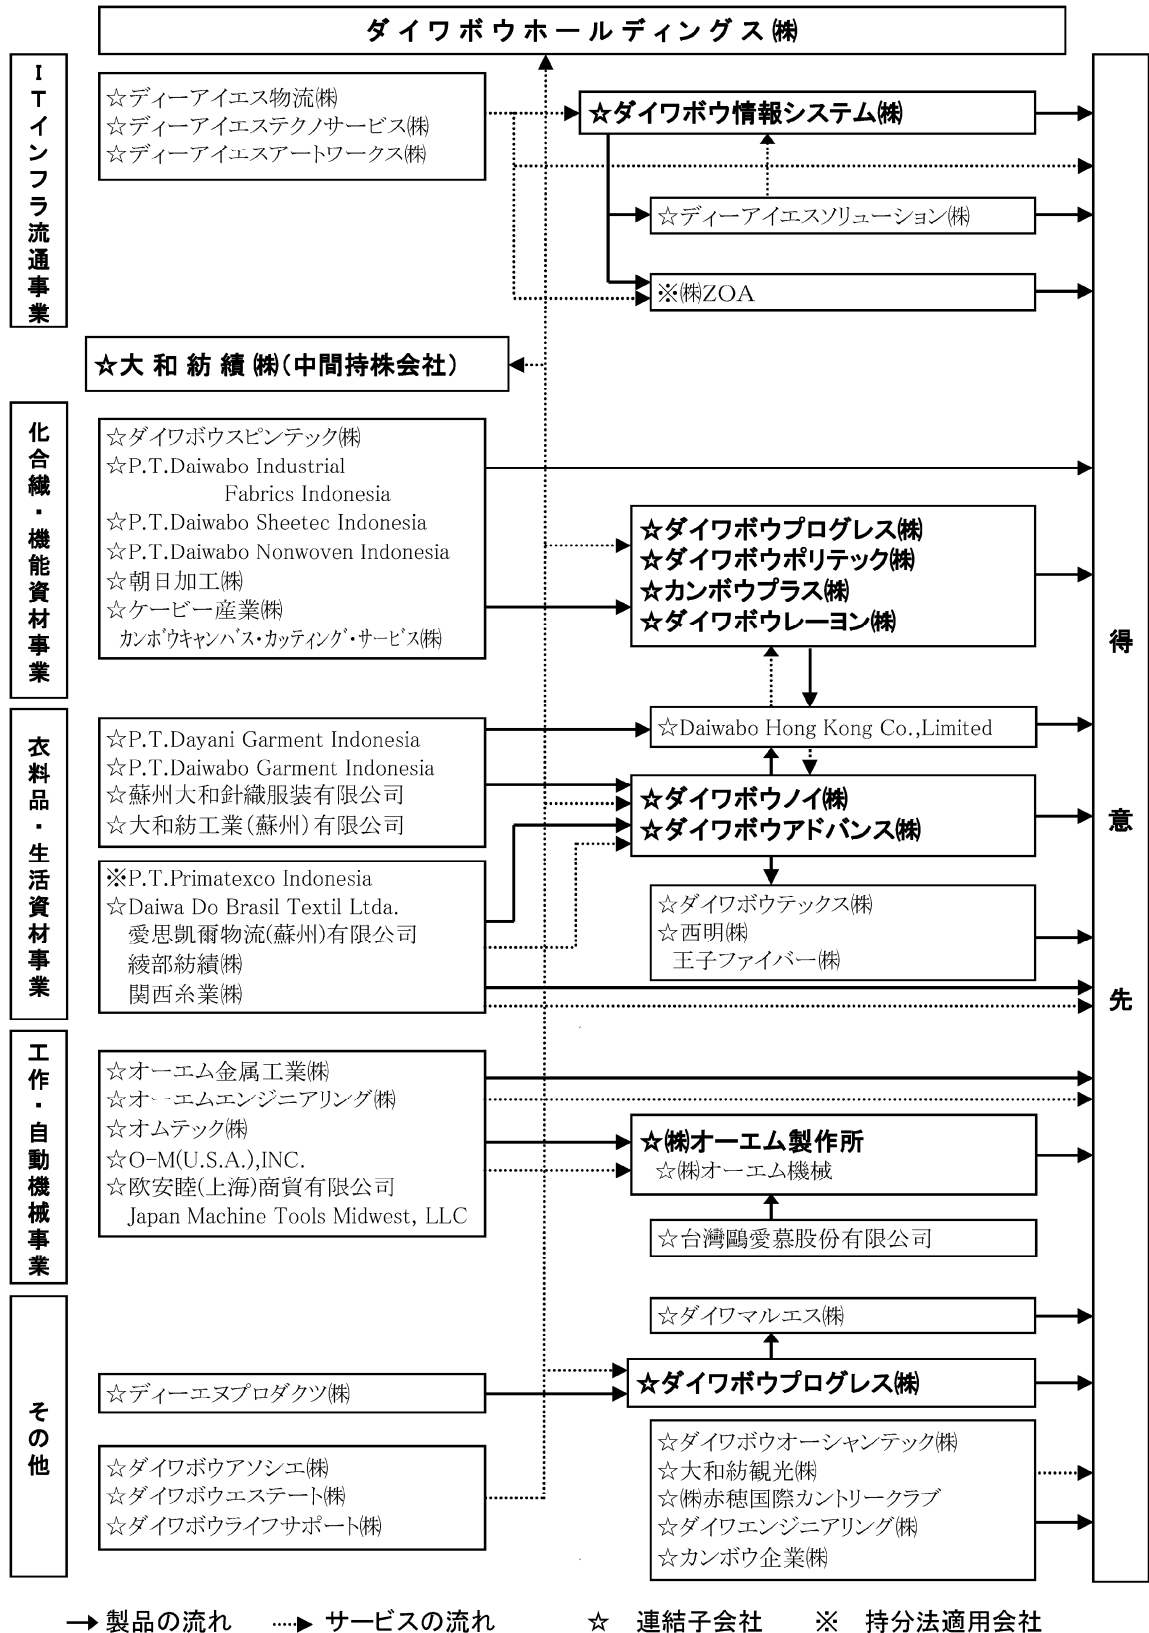 ダイワボウホールディングス㈱
ITインフラ流通事業
☆ディーアイエス物流㈱
☆ディーアイエステクノサービス㈱
☆ディーアイエスアートワークス㈱
☆ダイワボウ情報システム㈱
☆ディーアイエスソリューション㈱
※㈱ZOA
☆大和紡績㈱(中間持株会社)
化合繊・機能資材事業
☆ダイワボウスピンテック㈱
☆P.T.Daiwabo Industrial
Fabrics Indonesia
☆P.T.Daiwabo Sheetec Indonesia
☆P.T.Daiwabo Nonwoven Indonesia
☆朝日加工㈱
☆ケービー産業㈱
カンボウキャンバス・カッティング・サービス㈱
☆ダイワボウプログレス㈱
☆ダイワボウポリテック㈱
☆カンボウプラス㈱
☆ダイワボウレーヨン㈱
衣料品・生活資材事業
☆P.T.Dayani Garment Indonesia
☆P.T.Daiwabo Garment Indonesia
☆蘇州大和針織服装有限公司
☆大和紡工業(蘇州)有限公司
☆Daiwabo Hong Kong Co.,Limited
☆ダイワボウノイ㈱
☆ダイワボウアドバンス㈱
※P.T.Primatexco Indonesia
☆Daiwa Do Brasil Textil Ltda.
愛思凱爾物流(蘇州)有限公司
綾部紡績㈱
関西糸業㈱
☆ダイワボウテックス㈱
☆西明㈱
王子ファイバー㈱
工作・自動機械事業
☆オーエム金属工業㈱
☆オーエムエンジニアリング㈱
☆オムテック㈱
☆O-M(U.S.A.),INC.
☆欧安睦(上海)商貿有限公司
Japan Machine Tools Midwest, LLC
☆㈱オーエム製作所
☆㈱オーエム機械
☆台灣鷗愛慕股份有限公司
その他
☆ダイワマルエス㈱
☆ディーエヌプロダクツ㈱
☆ダイワボウプログレス㈱
☆ダイワボウアソシエ㈱
☆ダイワボウエステート㈱
☆ダイワボウライフサポート㈱
☆ダイワボウオーシャンテック㈱
☆大和紡観光㈱
☆㈱赤穂国際カントリークラブ
☆ダイワエンジニアリング㈱
☆カンボウ企業㈱
得意先
→製品の流れ サービスの流れ ☆ 連結子会社 ※ 持分法適用会社